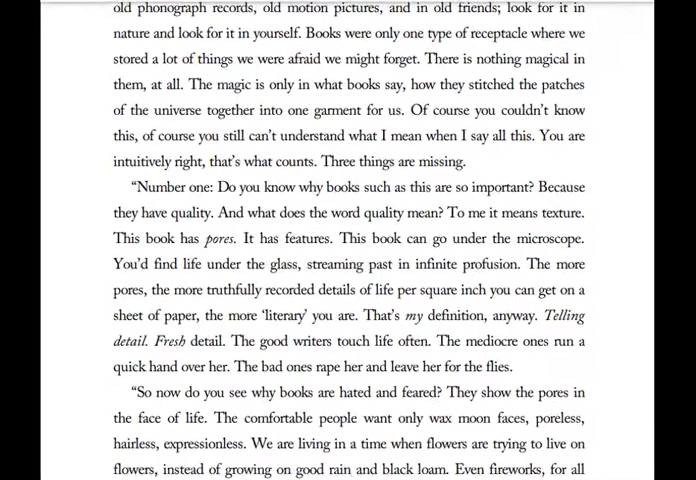 old phonograph records, old motion pictures, and in old friends; look for it in
nature and look for it in yourself. Books were only one type of receptacle where we
stored a lot of things we were afraid we might forget. There is nothing magical in
them, at all. The magic is only in what books say, how they stitched the patches
of the universe together into one garment for us. Of course you couldn’t know
this, of course you still can’t understand what I mean when I say all this. You are
intuitively right, that’s what counts. Three things are missing.
“Number one: Do you know why books such as this are so important? Because
they have quality. And what does the word quality mean? To me it means texture.
This book has pores. It has features. This book can go under the microscope.
You’d find life under the glass, streaming past in infinite profusion. The more
pores, the more truthfully recorded details of life per square inch you can get on a
sheet of paper, the more ‘literary’ you are. That’s my definition, anyway. Telling
detail. Fresh detail. The good writers touch life often. The mediocre ones run a
quick hand over her. The bad ones rape her and leave her for the flies.
“So now do you see why books are hated and feared? They show the pores in
the face of life. The comfortable people want only wax moon faces, poreless,
hairless, expressionless. We are living in a time when flowers are trying to live on
flowers, instead of growing on good rain and black loam. Even fireworks, for all